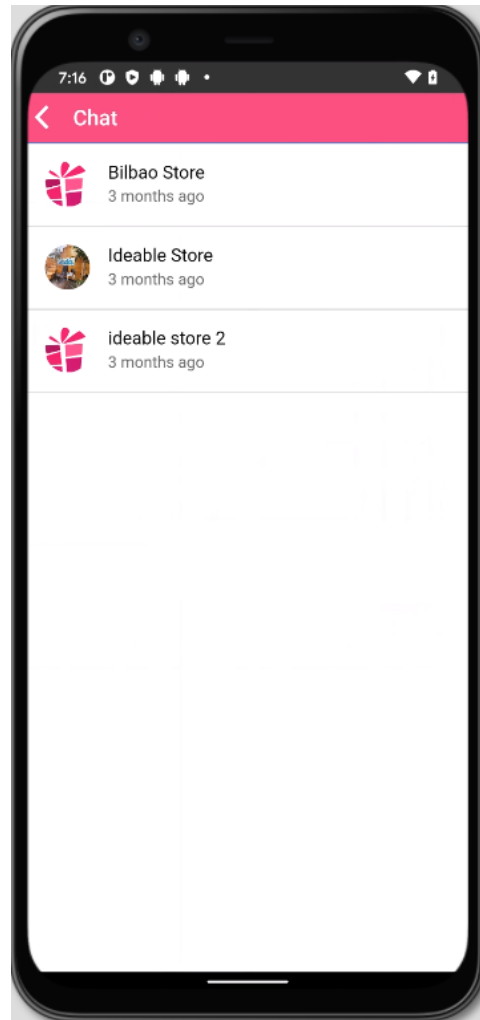 7:16
Chat
Bilbao Store
3 months ago
Ideable Store
3 months ago
ideable store 2
3 months ago